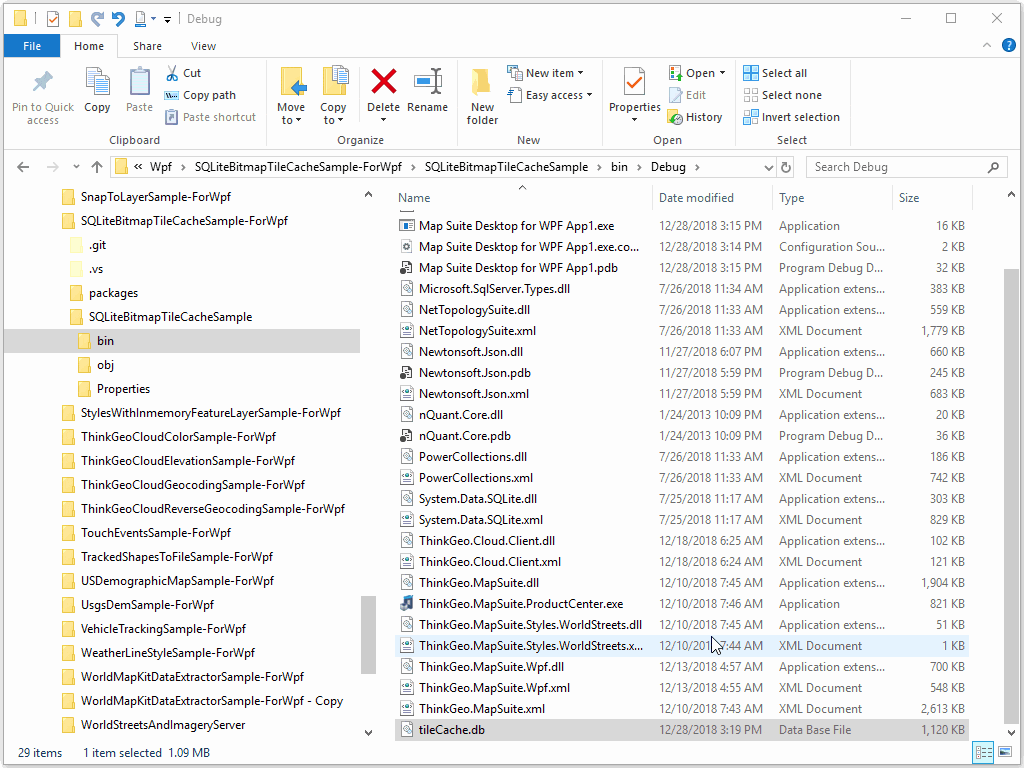 Debug
File Home Share View
Pin to Quick access
Copy
Paste
Cut
Copy path
Paste shortcut
Clipboard
Move to
Copy to
Delete
Rename
Organize
New folder
New item
Easy access
New
Properties
Open
Edit
History
Open
Select all
Select none
Invert selection
Select
« Wpf > SQLiteBitmapTileCacheSample-ForWpf > SQLiteBitmapTileCacheSample > bin > Debug >
Search Debug
SnapToLayerSample-ForWpf
SQLiteBitmapTileCacheSample-ForWpf
.git
.vs
packages
SQLiteBitmapTileCacheSample
bin
obj
Properties
StylesWithInmemoryFeatureLayerSample-ForWpf
ThinkGeoCloudColorSample-ForWpf
ThinkGeoCloudElevationSample-ForWpf
ThinkGeoCloudGeocodingSample-ForWpf
ThinkGeoCloudReverseGeocodingSample-ForWpf
TouchEventsSample-ForWpf
TrackedShapesToFileSample-ForWpf
USDemographicMapSample-ForWpf
UsgsDemSample-ForWpf
VehicleTrackingSample-ForWpf
WeatherLineStyleSample-ForWpf
WorldMapKitDataExtractorSample-ForWpf
WorldMapKitDataExtractorSample-ForWpf - Copy
WorldStreetsAndImageryServer
Name Date modified Type Size
Map Suite Desktop for WPF App1.exe 12/28/2018 3:15 PM Application 16 KB
Map Suite Desktop for WPF App1.exe.co... 12/28/2018 3:14 PM Configuration Sou... 2 KB
Map Suite Desktop for WPF App1.pdb 12/28/2018 3:15 PM Program Debug D... 32 KB
Microsoft.SqlServer.Types.dll 7/26/2018 11:34 AM Application extens... 383 KB
NetTopologySuite.dll 7/26/2018 11:33 AM Application extens... 559 KB
NetTopologySuite.xml 7/26/2018 11:33 AM XML Document 1,779 KB
Newtonsoft.Json.dll 11/27/2018 6:07 PM Application extens... 660 KB
Newtonsoft.Json.pdb 11/27/2018 5:59 PM Program Debug D... 245 KB
Newtonsoft.Json.xml 11/27/2018 5:59 PM XML Document 683 KB
nQuant.Core.dll 1/24/2013 10:09 PM Application extens... 20 KB
nQuant.Core.pdb 1/24/2013 10:09 PM Program Debug D... 36 KB
PowerCollections.dll 7/26/2018 11:33 AM Application extens... 186 KB
PowerCollections.xml 7/26/2018 11:33 AM XML Document 742 KB
System.Data.SQLite.dll 7/25/2018 11:17 AM Application extens... 303 KB
System.Data.SQLite.xml 7/25/2018 11:17 AM XML Document 829 KB
ThinkGeo.Cloud.Client.dll 12/18/2018 6:25 AM Application extens... 102 KB
ThinkGeo.Cloud.Client.xml 12/18/2018 6:24 AM XML Document 121 KB
ThinkGeo.MapSuite.dll 12/10/2018 7:45 AM Application extens... 1,904 KB
ThinkGeo.MapSuite.ProductCenter.exe 12/10/2018 7:46 AM Application 821 KB
ThinkGeo.MapSuite.Styles.WorldStreets.dll 12/10/2018 7:45 AM Application extens... 51 KB
ThinkGeo.MapSuite.Styles.WorldStreets.x... :44 AM XML Document 1 KB
ThinkGeo.MapSuite.Wpf.dll 12/13/2018 4:57 AM Application extens... 700 KB
ThinkGeo.MapSuite.Wpf.xml 12/13/2018 4:55 AM XML Document 548 KB
ThinkGeo.MapSuite.xml 12/10/2018 7:43 AM XML Document 2,613 KB
tileCache.db 12/28/2018 3:19 PM Data Base File 1,120 KB
29 items 1 item selected 1.09 MB